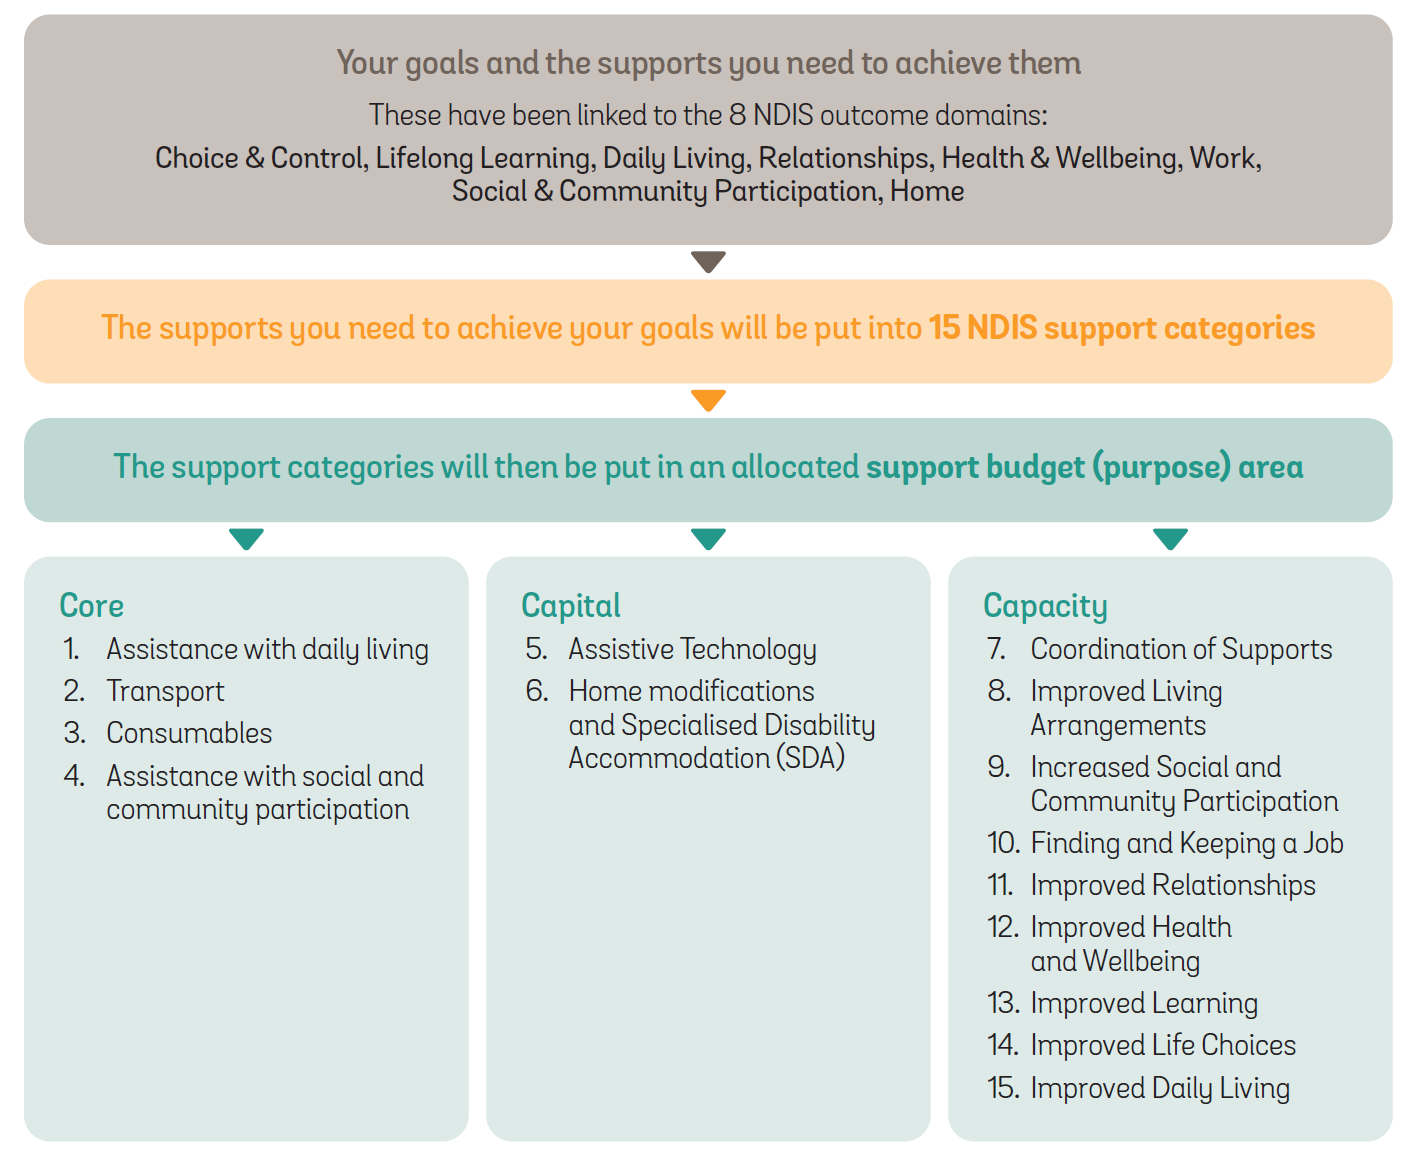 Your goals and the supports you need to achieve them
These have been linked to the 8 NDIS outcome domains:
Choice & Control, Lifelong Learning, Daily Living, Relationships, Health & Wellbeing, Work,
Social & Community Participation, Home
The supports you need to achieve your goals will be put into 15 NDIS support categories
The support categories will then be put in an allocated support budget (purpose) area
Core
1. Assistance with daily living
2. Transport
3. Consumables
4. Assistance with social and
community participation
Capital
5. Assistive Technology
6. Home modifications
and Specialised Disability
Accommodation (SDA)
Capacity
7. Coordination of Supports
8. Improved Living
Arrangements
9. Increased Social and
Community Participation
10. Finding and Keeping a Job
11. Improved Relationships
12. Improved Health
and Wellbeing
13. Improved Learning
14. Improved Life Choices
15. Improved Daily Living